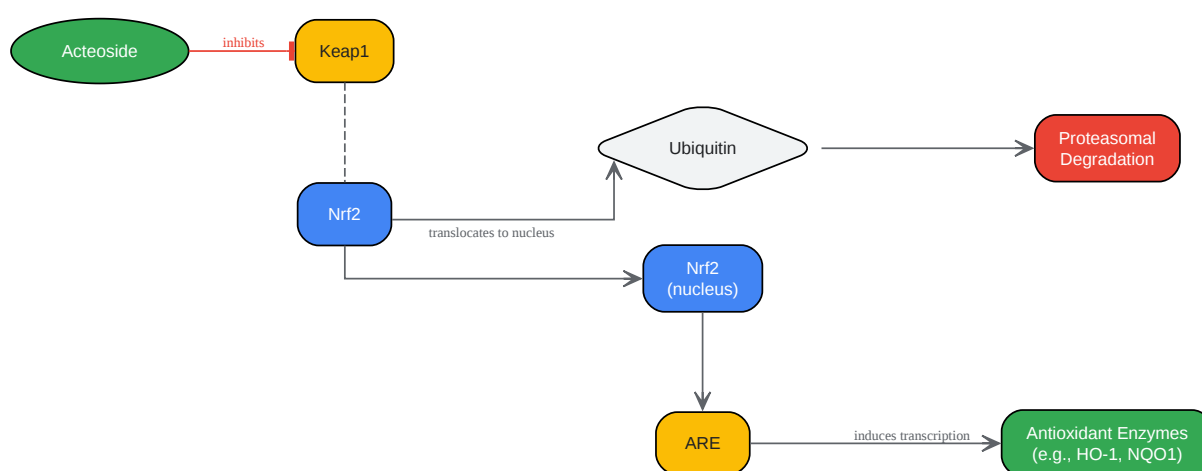 Acteoside
inhibits
Keap1
Ubiquitin
Proteasomal
Degradation
Nrf2
translocates to nucleus
Nrf2
(nucleus)
ARE
induces transcription
Antioxidant Enzymes
(e.g., HO-1, NQO1)